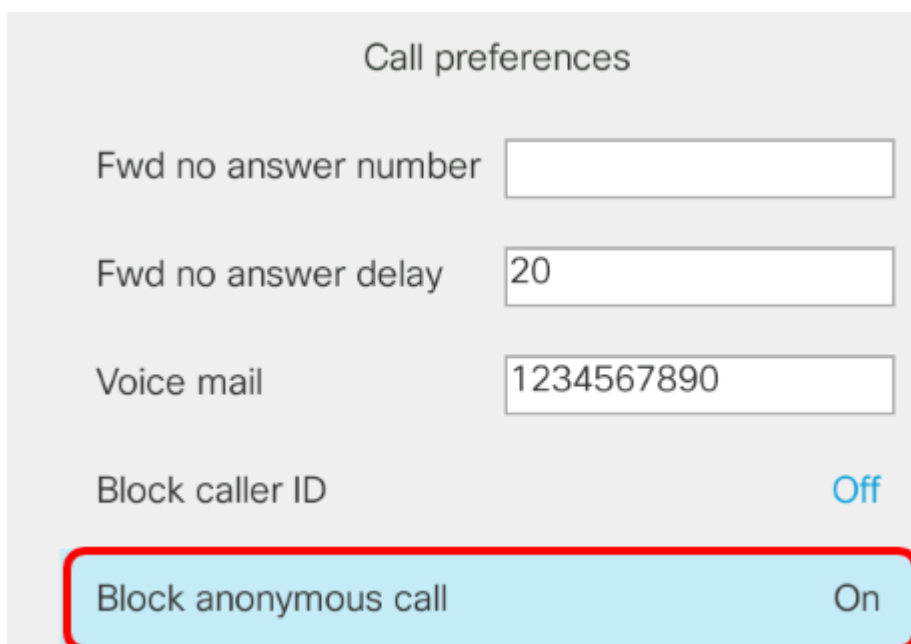 Call preferences
Fwd no answer number
Fwd no answer delay 20
Voice mail 1234567890
Block caller ID Off
Block anonymous call On